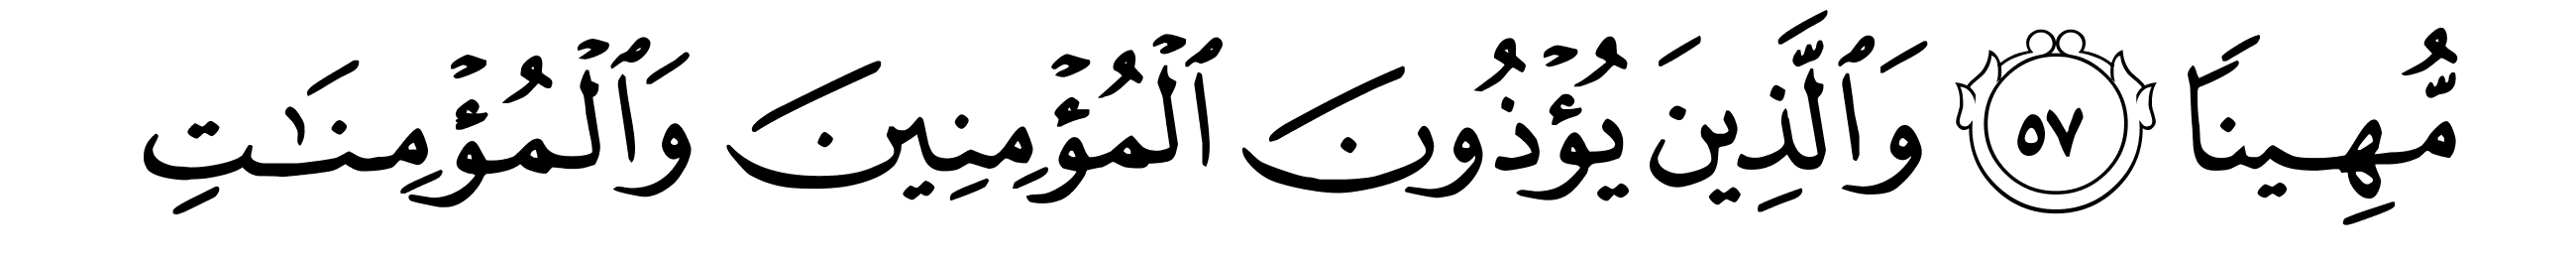 مُّهِينًا ٥٧ وَٱلَّذِينَ يُؤْذُونَ ٱلْمُؤْمِنِينَ وَٱلْمُؤْمِنَـٰتِ